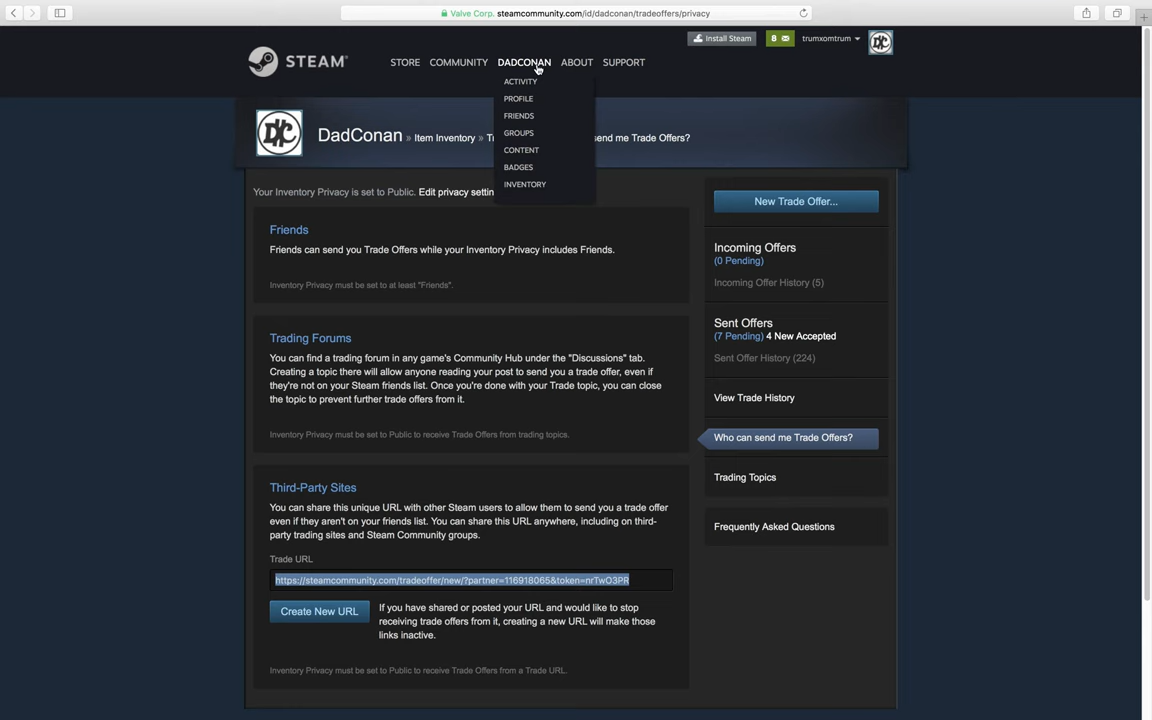 Valve Corp. steamcommunity.com/id/dadconan/tradeoffers/privacy
Install Steam
8
trumxomtrum
STEAM®
STORE COMMUNITY DADCONAN ABOUT SUPPORT
ACTIVITY
PROFILE
FRIENDS
GROUPS
CONTENT
BADGES
INVENTORY
DadConan » Item Inventory » Tr send me Trade Offers?
Your Inventory Privacy is set to Public. Edit privacy settin
Friends
Friends can send you Trade Offers while your Inventory Privacy includes Friends.
Inventory Privacy must be set to at least "Friends".
Trading Forums
You can find a trading forum in any game's Community Hub under the "Discussions" tab.
Creating a topic there will allow anyone reading your post to send you a trade offer, even if
they're not on your Steam friends list. Once you're done with your Trade topic, you can close
the topic to prevent further trade offers from it.
Inventory Privacy must be set to Public to receive Trade Offers from trading topics.
Third-Party Sites
You can share this unique URL with other Steam users to allow them to send you a trade offer
even if they aren't on your friends list. You can share this URL anywhere, including on third-
party trading sites and Steam Community groups.
Trade URL
https://steamcommunity.com/tradeoffer/new/?partner=116918065&token=nrTwO3PR
Create New URL
If you have shared or posted your URL and would like to stop
receiving trade offers from it, creating a new URL will make those
links inactive.
Inventory Privacy must be set to Public to receive Trade Offers from a Trade URL.
New Trade Offer...
Incoming Offers
(0 Pending)
Incoming Offer History (5)
Sent Offers
(7 Pending) 4 New Accepted
Sent Offer History (224)
View Trade History
Who can send me Trade Offers?
Trading Topics
Frequently Asked Questions